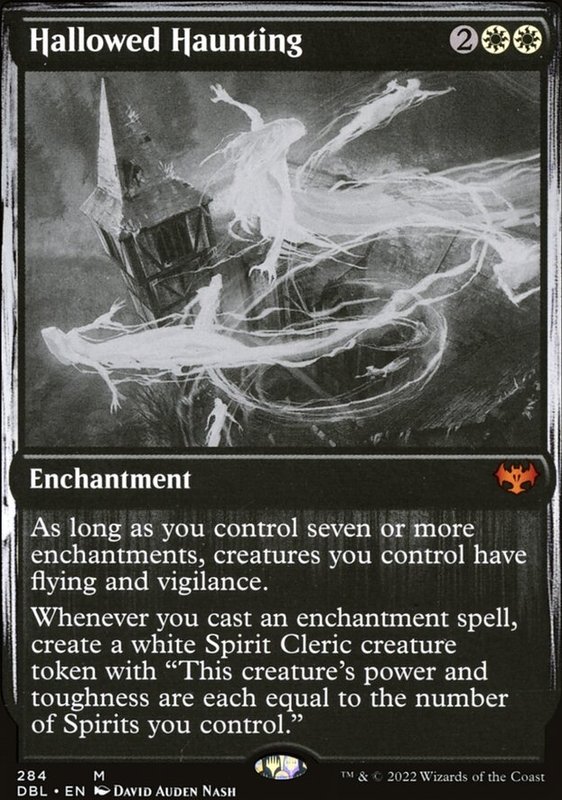 Hallowed Haunting 2
Enchantment
As long as you control seven or more
enchantments, creatures you control have
flying and vigilance.
Whenever you cast an enchantment spell,
create a white Spirit Cleric creature
token with “This creature’s power and
toughness are each equal to the number
of Spirits you control.”
284 M
DBL • EN DAVID AUDEN NASH
™ & © 2022 Wizards of the Coast